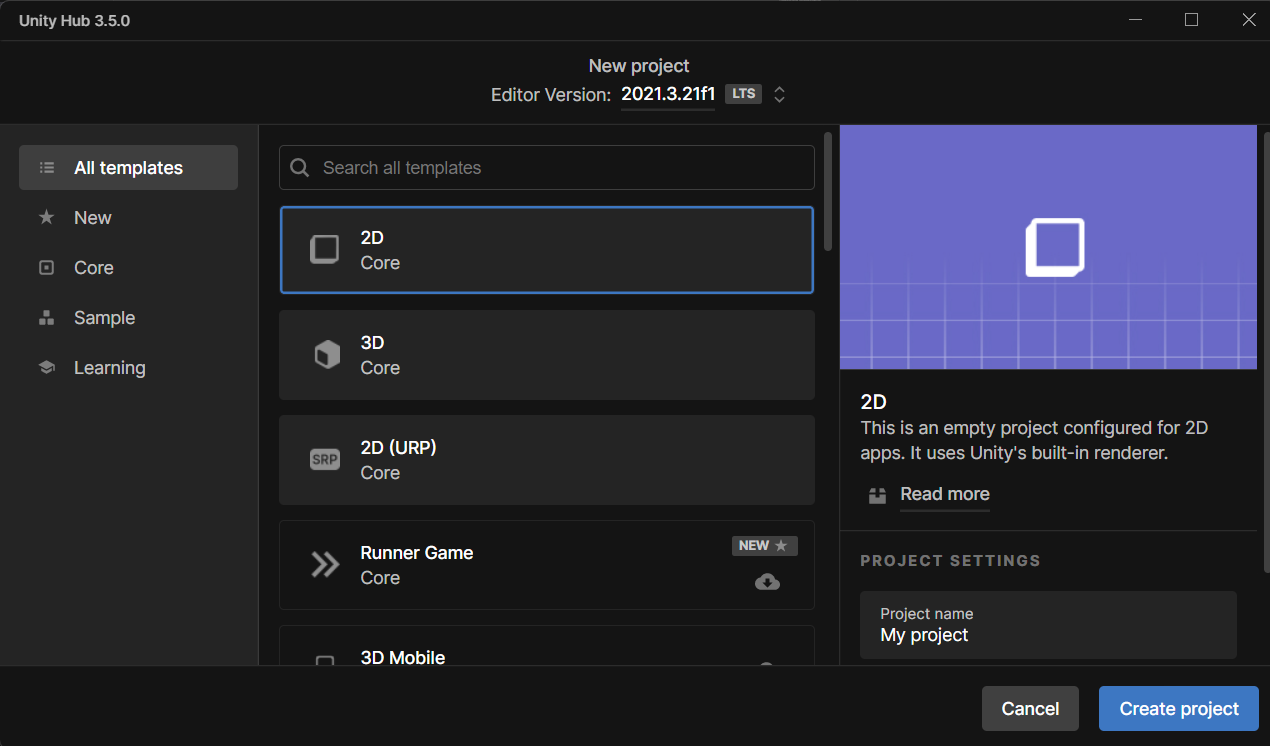 Unity Hub 3.5.0
New project
Editor Version: 2021.3.21f1 LTS
All templates
New
Core
Sample
Learning
Search all templates
2D
Core
3D
Core
SRP
2D (URP)
Core
Runner Game
Core
NEW
3D Mobile
2D
This is an empty project configured for 2D
apps. It uses Unity's built-in renderer.
Read more
PROJECT SETTINGS
Project name
My project
Cancel
Create project